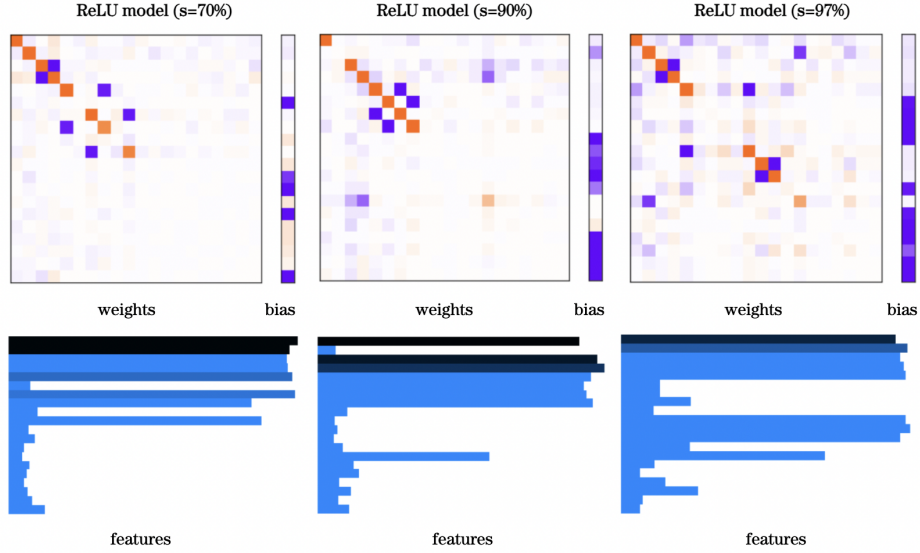 ReLU model (s=70%)
ReLU model (s=90%)
ReLU model (s=97%)
weights
bias
weights
bias
weights
bias
features
features
features